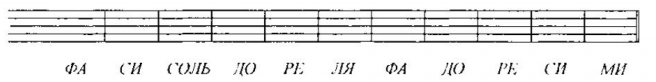 ФА СИ СОЛЬ ДО РЕ ЛЯ ФА ДО РЕ СИ МИ